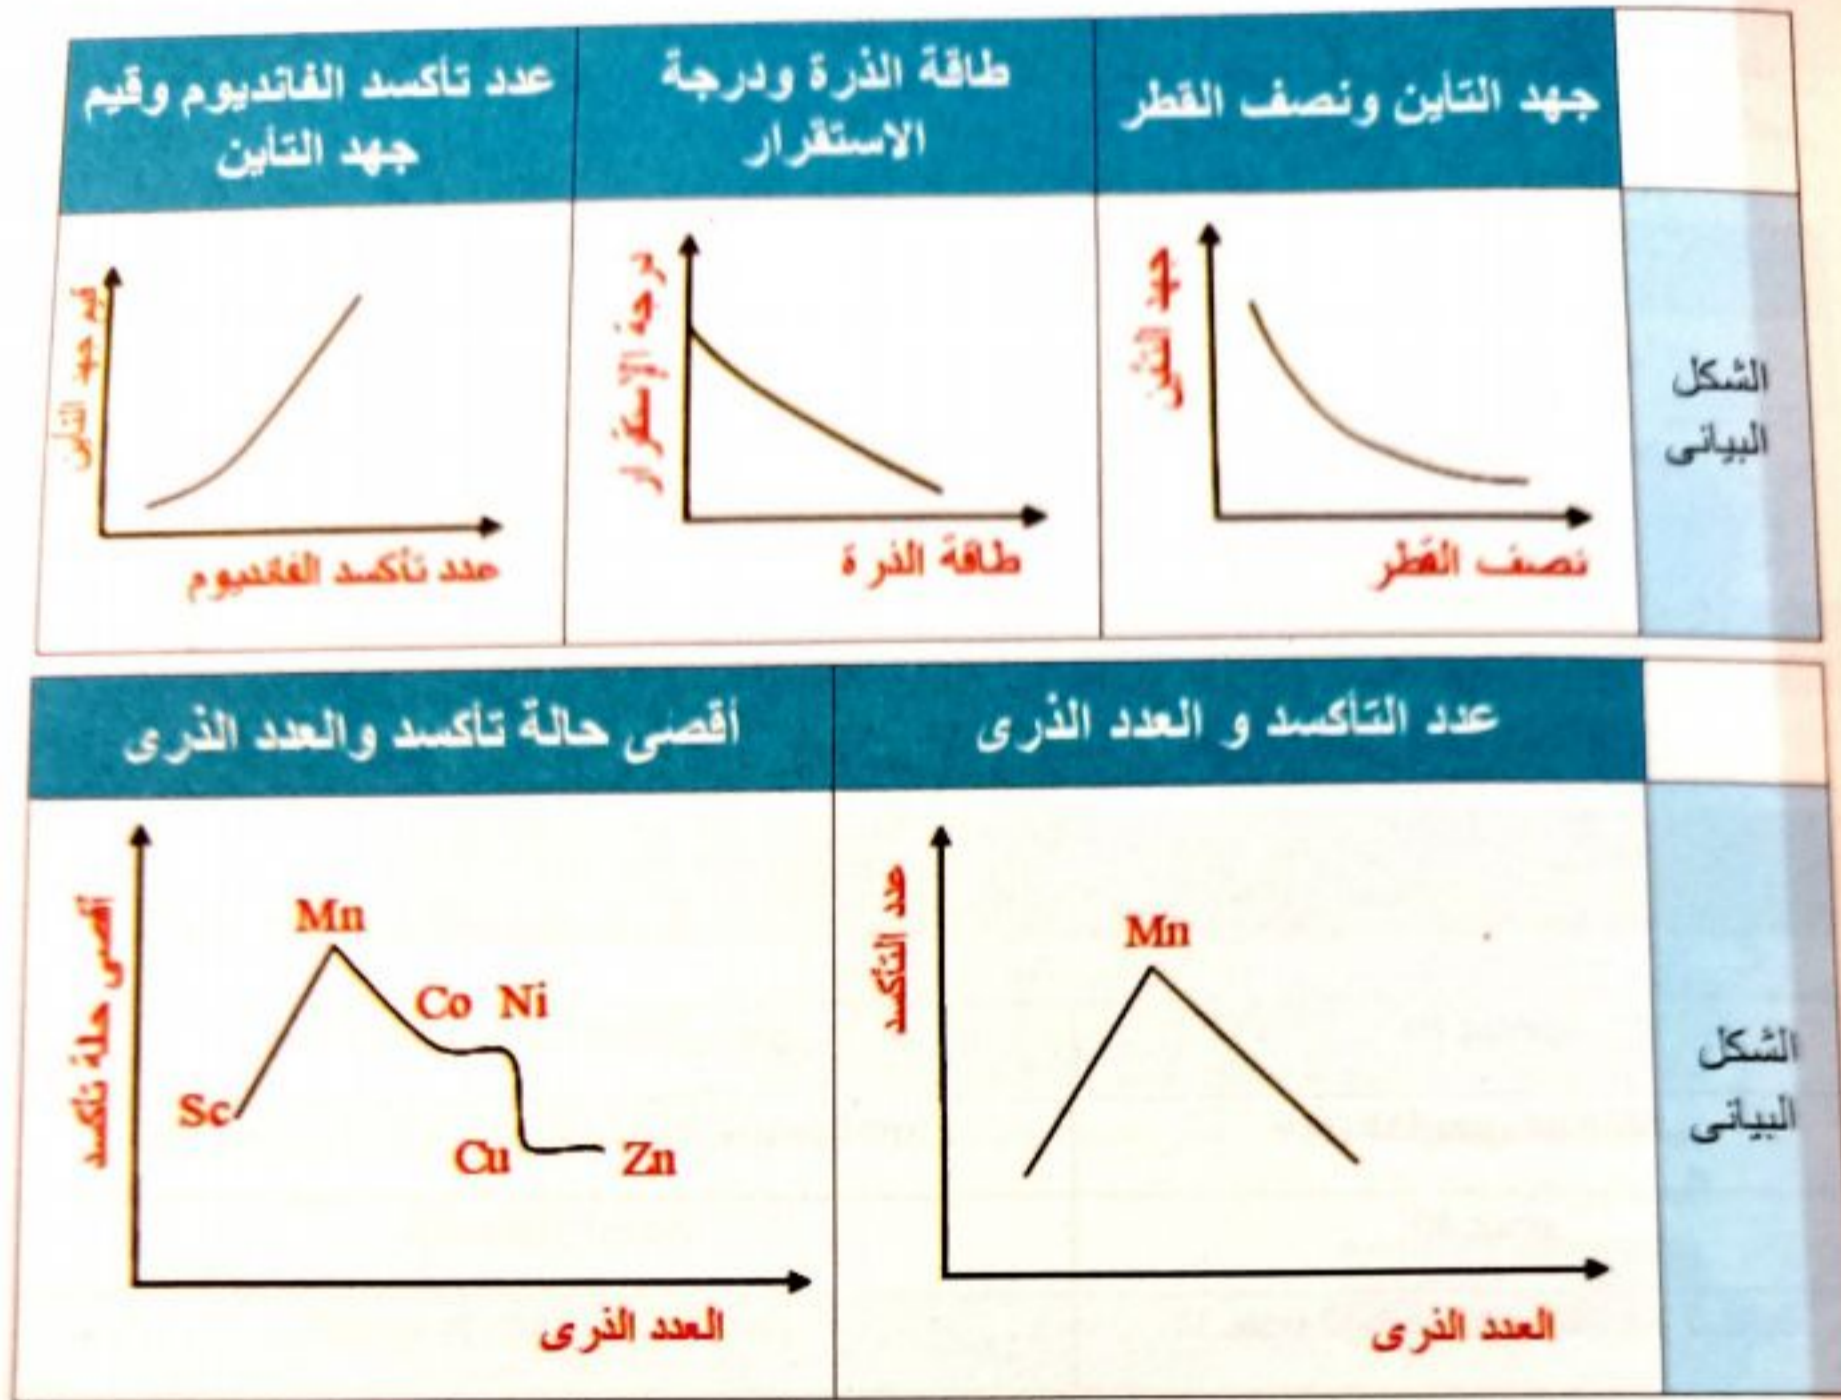 جهد التأين ونصف القطر
طاقة الذرة ودرجة
الاستقرار
عدد تأكسد الفانديوم وقيم
جهد التأين
الشكل
البيانى
جهد التأين
نصف القطر
درجة الإستقرار
طاقة الذرة
قيم جهد التأين
عدد تأكسد الفانديوم
عدد التأكسد و العدد الذرى
أقصى حالة تأكسد والعدد الذرى
الشكل
البيانى
عدد التأكسد
Mn
العدد الذرى
أقصى حالة تأكسد
Mn
Co Ni
Sc
Cu Zn
العدد الذرى